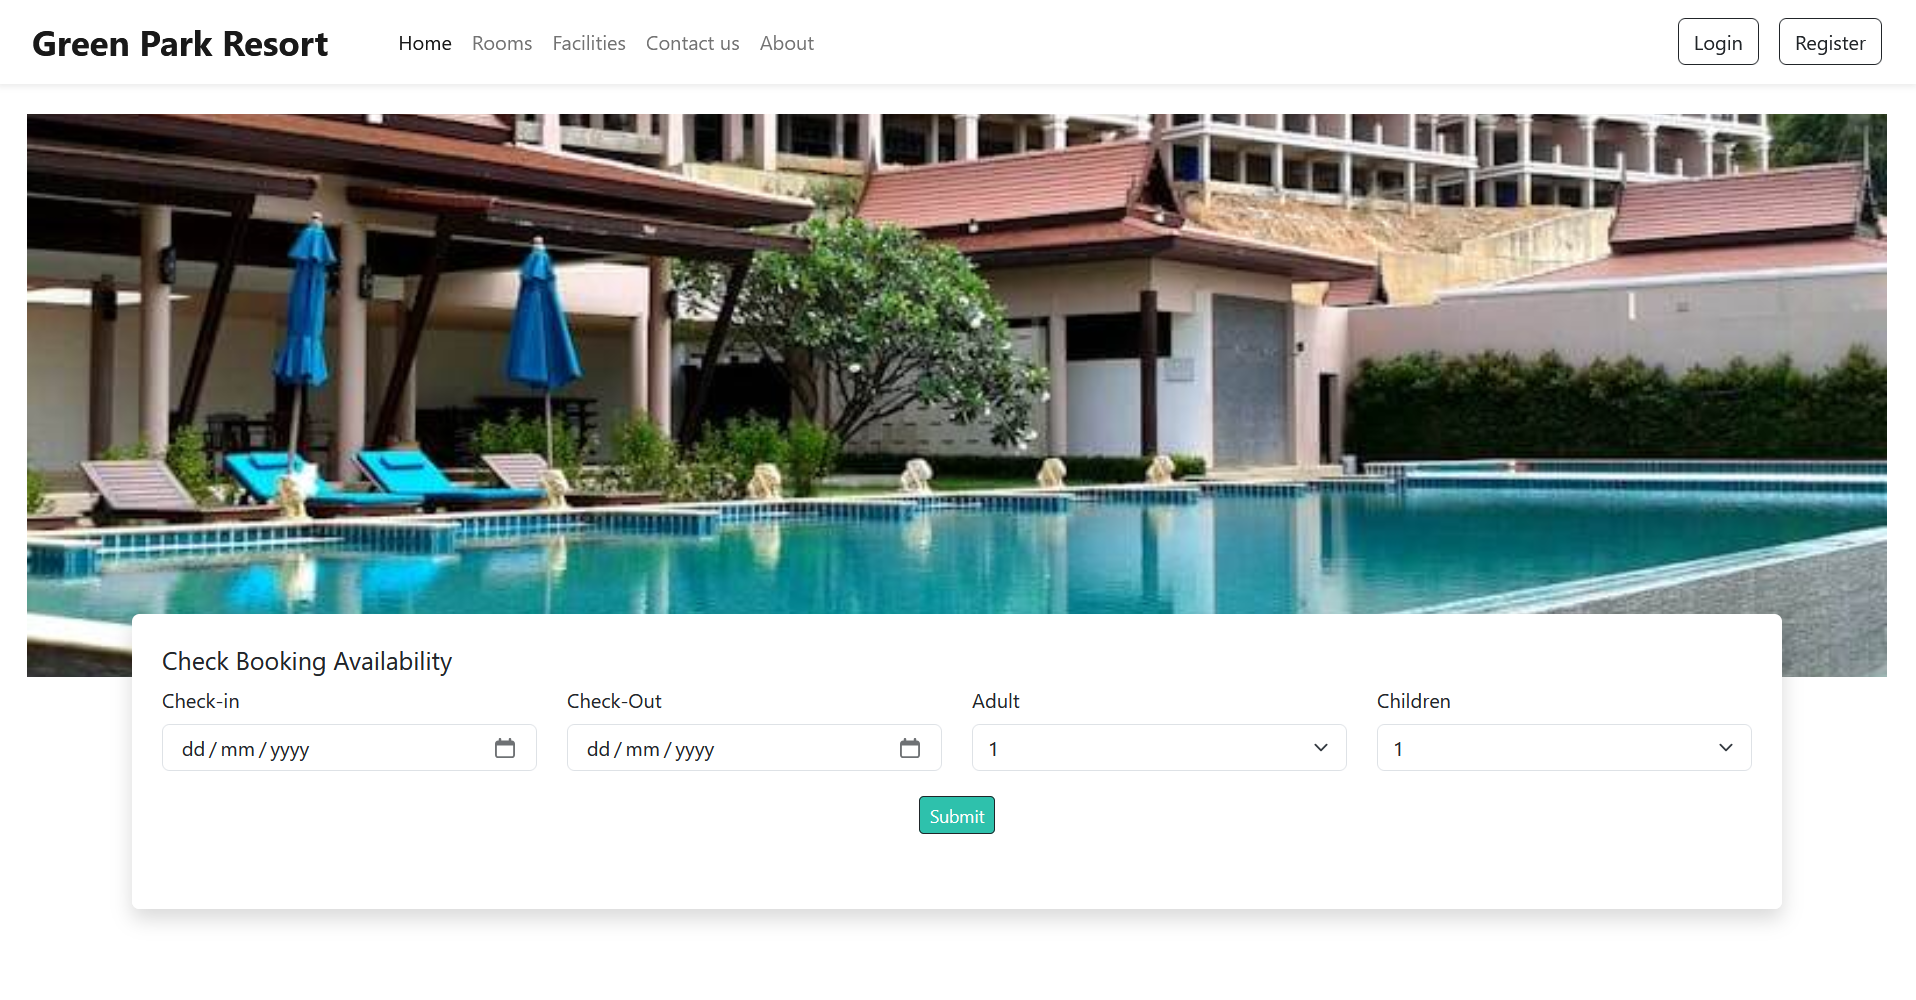 Green Park Resort Home Rooms Facilities Contact us About Login Register
Check Booking Availability
Check-in Check-Out Adult Children
dd/mm/yyyy dd/mm/yyyy 1 1
Submit